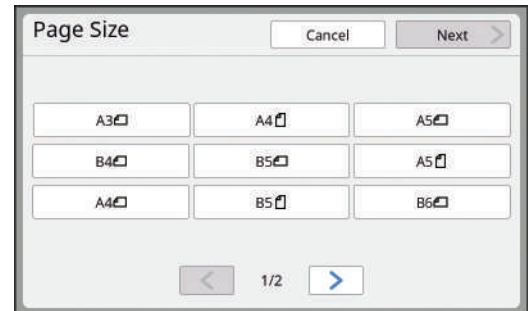 Page Size Cancel Next
A3 A4 A5
B4 B5 A5
A4 B5 B6
1/2